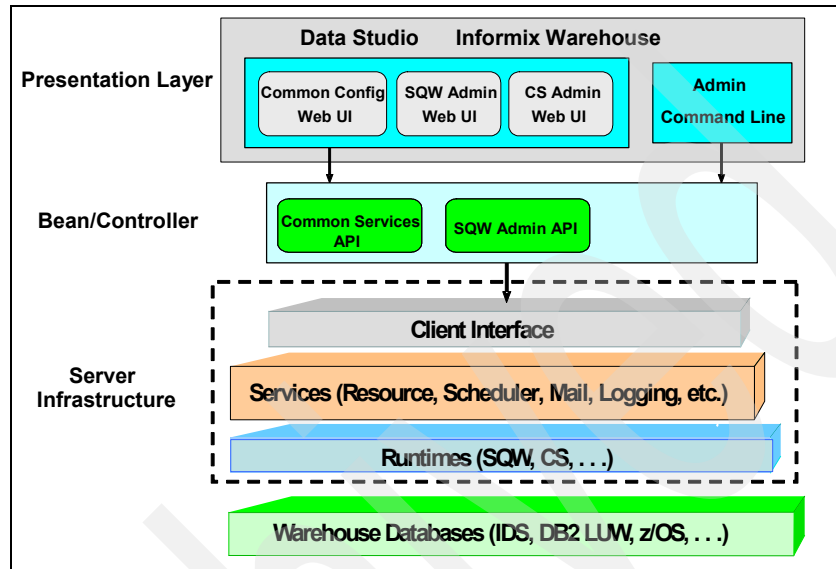 Data Studio Informix Warehouse
Presentation Layer
Common Config
Web UI
SQW Admin
Web UI
CS Admin
Web UI
Admin
Command Line
Bean/Controller
Common Services
API
SQW Admin API
Client Interface
Server
Infrastructure
Services (Resource, Scheduler, Mail, Logging, etc.)
Runtimes (SQW, CS, . . .)
Warehouse Databases (IDS, DB2 LUW, z/OS, . . .)